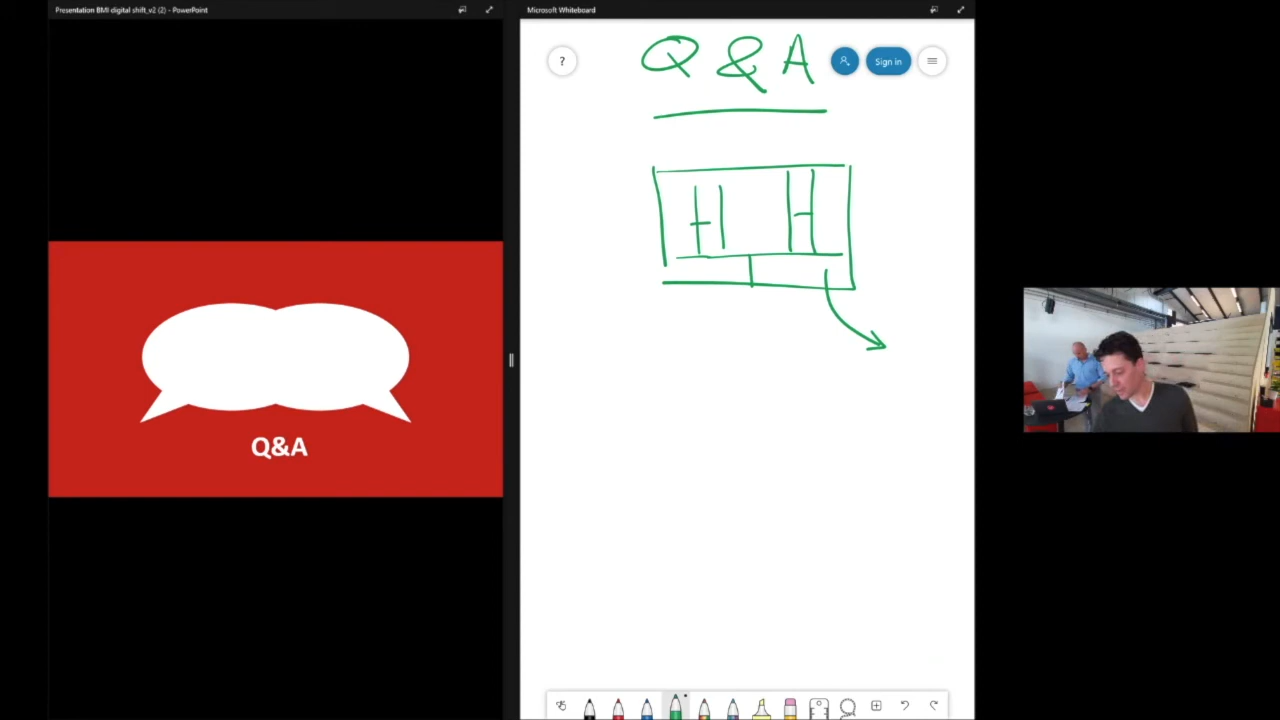 Presentation BMI digital shift_v2 (2) - PowerPoint
Microsoft Whiteboard
Q & A
?
Sign in
Q&A